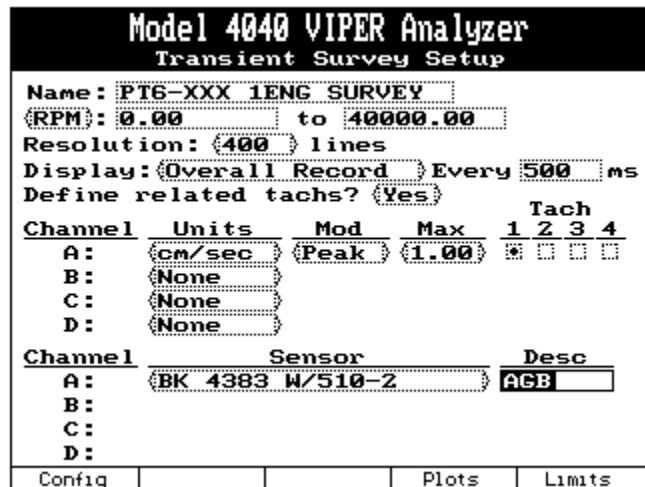 Model 4040 VIPER Analyzer
Transient Survey Setup
Name: PT6-XXX 1ENG SURVEY
{RPM}: 0.00 to 40000.00
Resolution: {400 } lines
Display:{Overall Record }Every 500 ms
Define related tachs? {Yes}
Tach
Channel Units Mod Max 1 2 3 4
A: {cm/sec } {Peak } {1.00}
B: {None }
C: {None }
D: {None }
Channel Sensor Desc
A: {BK 4383 W/510-2 } AGB
B:
C:
D:
Config Plots Limits